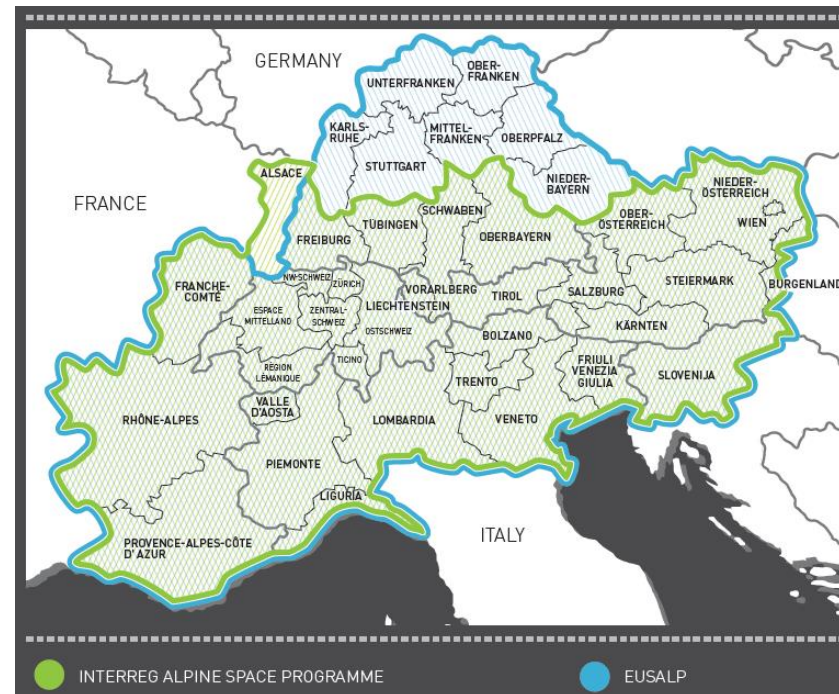 GERMANY
OBER-
FRANKEN
UNTERFRANKEN
KARLS-
RUHE
MITTEL-
FRANKEN
OBERPFALZ
STUTTGART
ALSACE
NIEDER-
BAYERN
NIEDER-
ÖSTERREICH
FRANCE
SCHWABEN
TÜBINGEN
OBER-
ÖSTERREICH
WIEN
FREIBURG
OBERBAYERN
FRANCHE-
COMTÉ
NW-SCHWEIZ
ZÜRICH
VORARLBERG
LIECHTENSTEIN
TIROL
SALZBURG
STEIERMARK
BURGENLAND
ESPACE
MITTELLAND
ZENTRAL-
SCHWEIZ
OSTSCHWEIZ
KÄRNTEN
BOLZANO
RÉGION
LÉMANIQUE
TICINO
TRENTO
FRIULI
VENEZIA
GIULIA
SLOVENIJA
VALLE
D'AOSTA
RHÔNE-ALPES
LOMBARDIA
VENETO
PIEMONTE
LIGURIA
PROVENCE-ALPES-CÔTE
D' AZUR
ITALY
INTERREG ALPINE SPACE PROGRAMME
EUSALP